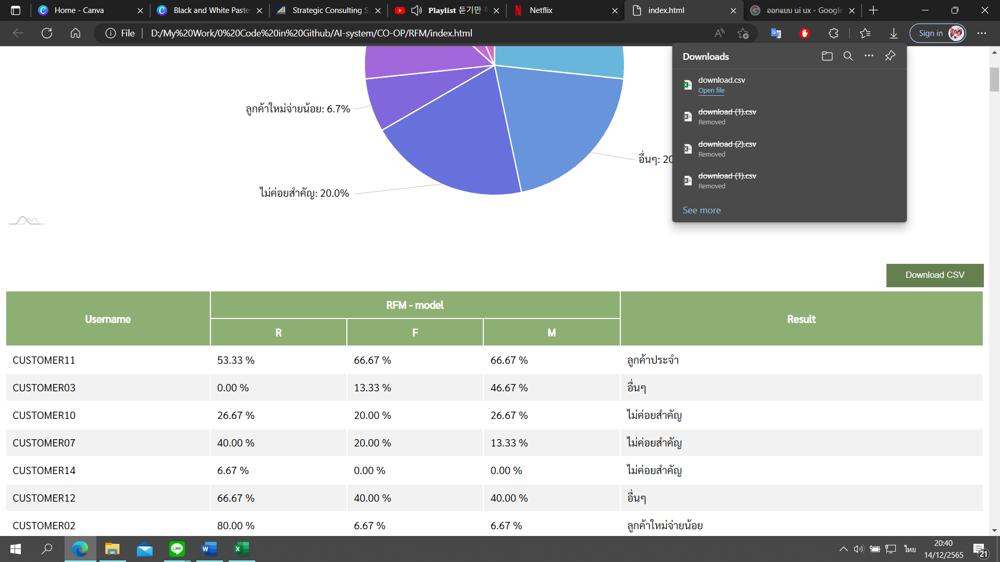 Home - Canva
Black and White Paste
Strategic Consulting S
Playlist 듣기만
Netflix
index.html
ออกแบบ ui ux - Google
File
D:/My%20Work/0%20Code%20in%20Github/AI-system/CO-OP/RFM/index.html
Sign in
Downloads
download.csv
Open file
download (1).csv
Removed
download (2).csv
Removed
download (1).csv
Removed
See more
ลูกค้าใหม่จ่ายน้อย: 6.7%
อื่นๆ: 20
ไม่ค่อยสำคัญ: 20.0%
Download CSV
Username
RFM - model
Result
R F M
CUSTOMER11 53.33 % 66.67 % 66.67 % ลูกค้าประจำ
CUSTOMER03 0.00 % 13.33 % 46.67 % อื่นๆ
CUSTOMER10 26.67 % 20.00 % 26.67 % ไม่ค่อยสำคัญ
CUSTOMER07 40.00 % 20.00 % 13.33 % ไม่ค่อยสำคัญ
CUSTOMER14 6.67 % 0.00 % 0.00 % ไม่ค่อยสำคัญ
CUSTOMER12 66.67 % 40.00 % 40.00 % อื่นๆ
CUSTOMER02 80.00 % 6.67 % 6.67 % ลูกค้าใหม่จ่ายน้อย
LINE
ไทย
20:40
14/12/2565
21